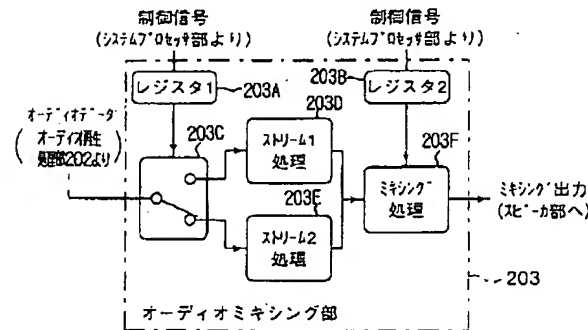 制御信号
(システムプロセッサ部より)
制御信号
(システムプロセッサ部より)
レジスタ1
203A
203B
レジスタ2
オーディオデータ
(オーディオ再生
処理部202より)
203C
203D
ストリーム1
処理
203F
ミキシング
処理
203E
ストリーム2
処理
ミキシング出力
(スピーカ部へ)
203
オーディオミキシング部